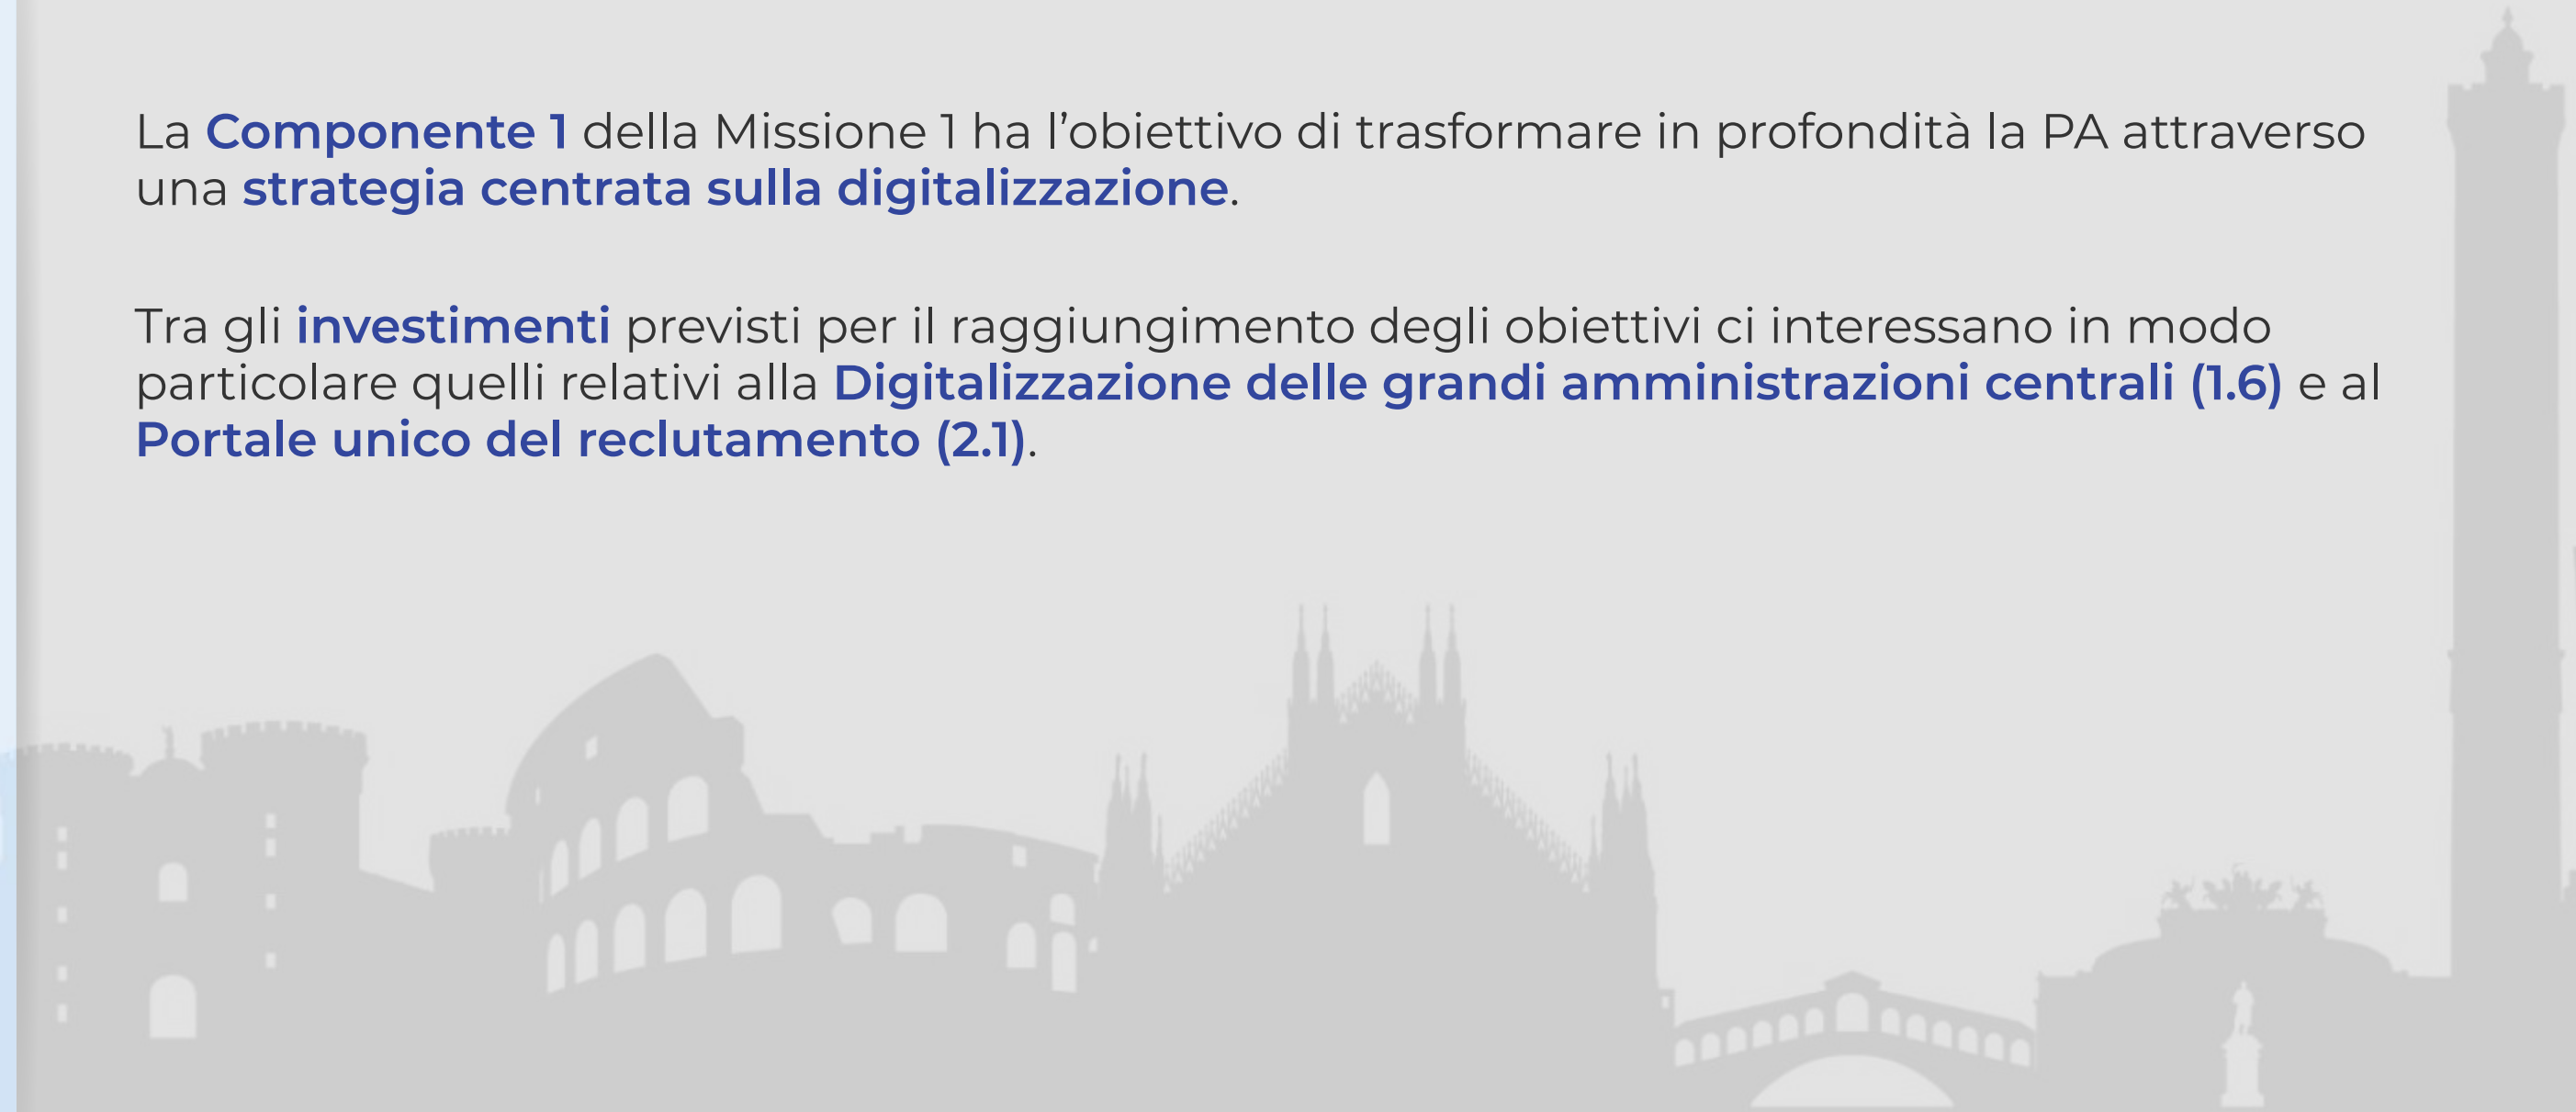 La Componente 1 della Missione 1 ha l’obiettivo di trasformare in profondità la PA attraverso
una strategia centrata sulla digitalizzazione.
Tra gli investimenti previsti per il raggiungimento degli obiettivi ci interessano in modo
particolare quelli relativi alla Digitalizzazione delle grandi amministrazioni centrali (1.6) e al
Portale unico del reclutamento (2.1).